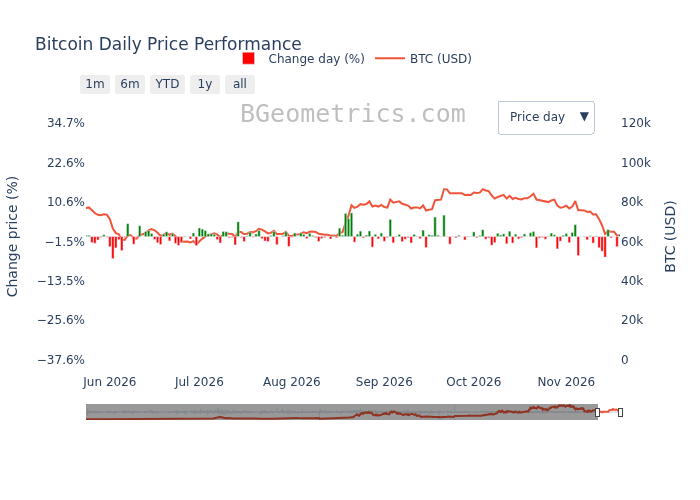 Bitcoin Daily Price Performance
Change day (%)
BTC (USD)
1m
6m
YTD
1y
all
BGeometrics.com
Price day ▼
34.7%
22.6%
10.6%
−1.5%
−13.5%
−25.6%
−37.6%
Change price (%)
120k
100k
80k
60k
40k
20k
0
BTC (USD)
Jun 2026
Jul 2026
Aug 2026
Sep 2026
Oct 2026
Nov 2026